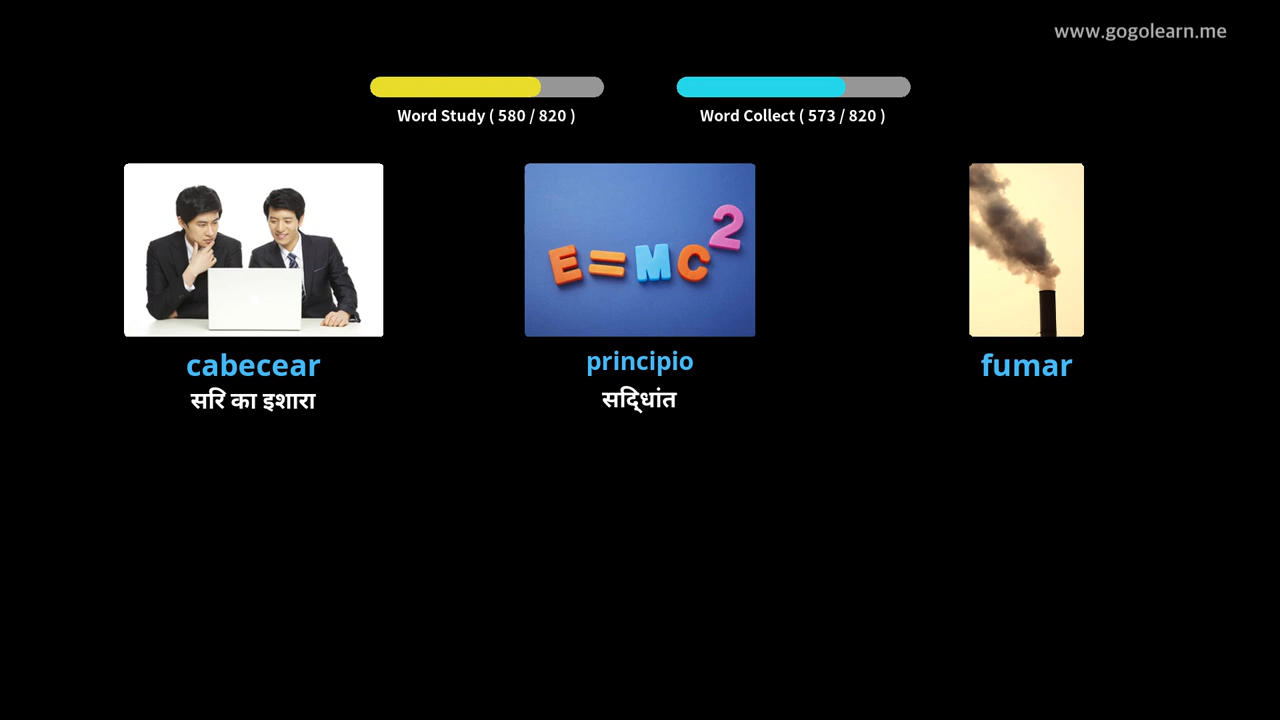 www.gogolearn.me
Word Study ( 580 / 820 )
Word Collect ( 573 / 820 )
E=MC2
cabecear
principio
fumar
सरि का इशारा
सद्धिांत